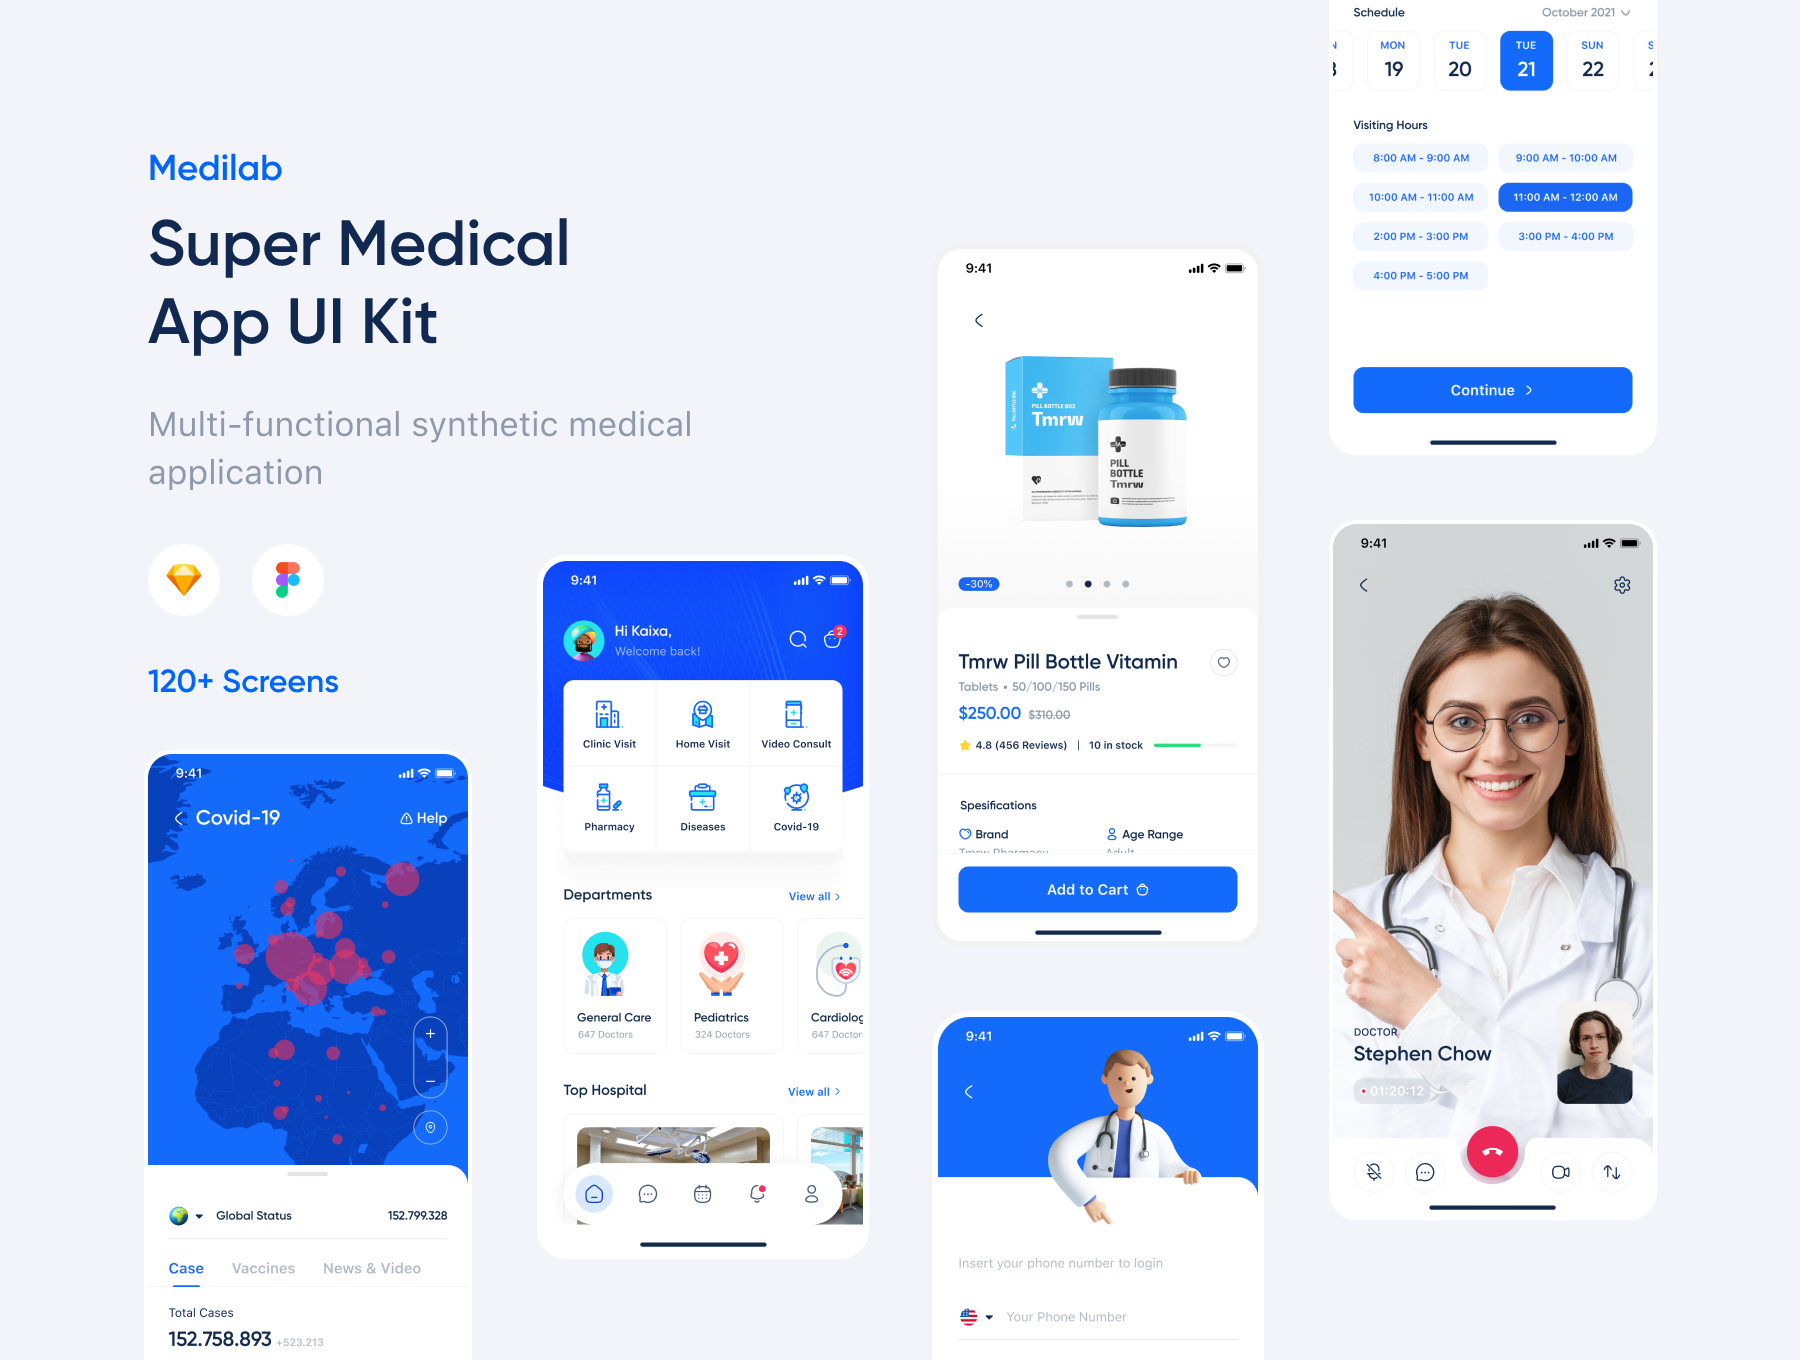 Medilab
Super Medical
App UI Kit
Multi-functional synthetic medical
application
120+ Screens
9:41
Covid-19
Help
Global Status
152.799.328
Case
Vaccines
News & Video
Total Cases
152.758.893 +523.213
9:41
Hi Kaixa,
Welcome back!
2
Clinic Visit
Home Visit
Video Consult
Pharmacy
Diseases
Covid-19
Departments
View all
General Care
647 Doctors
Pediatrics
324 Doctors
Cardiolog
647 Doctor
Top Hospital
View all
9:41
PILL BOTTLE BOX
Tmrw
PILL
BOTTLE
Tmrw
-30%
Tmrw Pill Bottle Vitamin
Tablets • 50/100/150 Pills
$250.00 $310.00
4.8 (456 Reviews) | 10 in stock
Spesifications
Brand
Age Range
Tmrw Pharmacy
Adult
Add to Cart
9:41
Insert your phone number to login
Your Phone Number
Schedule
October 2021
MON
19
TUE
20
TUE
21
SUN
22
Visiting Hours
8:00 AM - 9:00 AM
9:00 AM - 10:00 AM
10:00 AM - 11:00 AM
11:00 AM - 12:00 AM
2:00 PM - 3:00 PM
3:00 PM - 4:00 PM
4:00 PM - 5:00 PM
Continue
9:41
DOCTOR
Stephen Chow
01:20:12